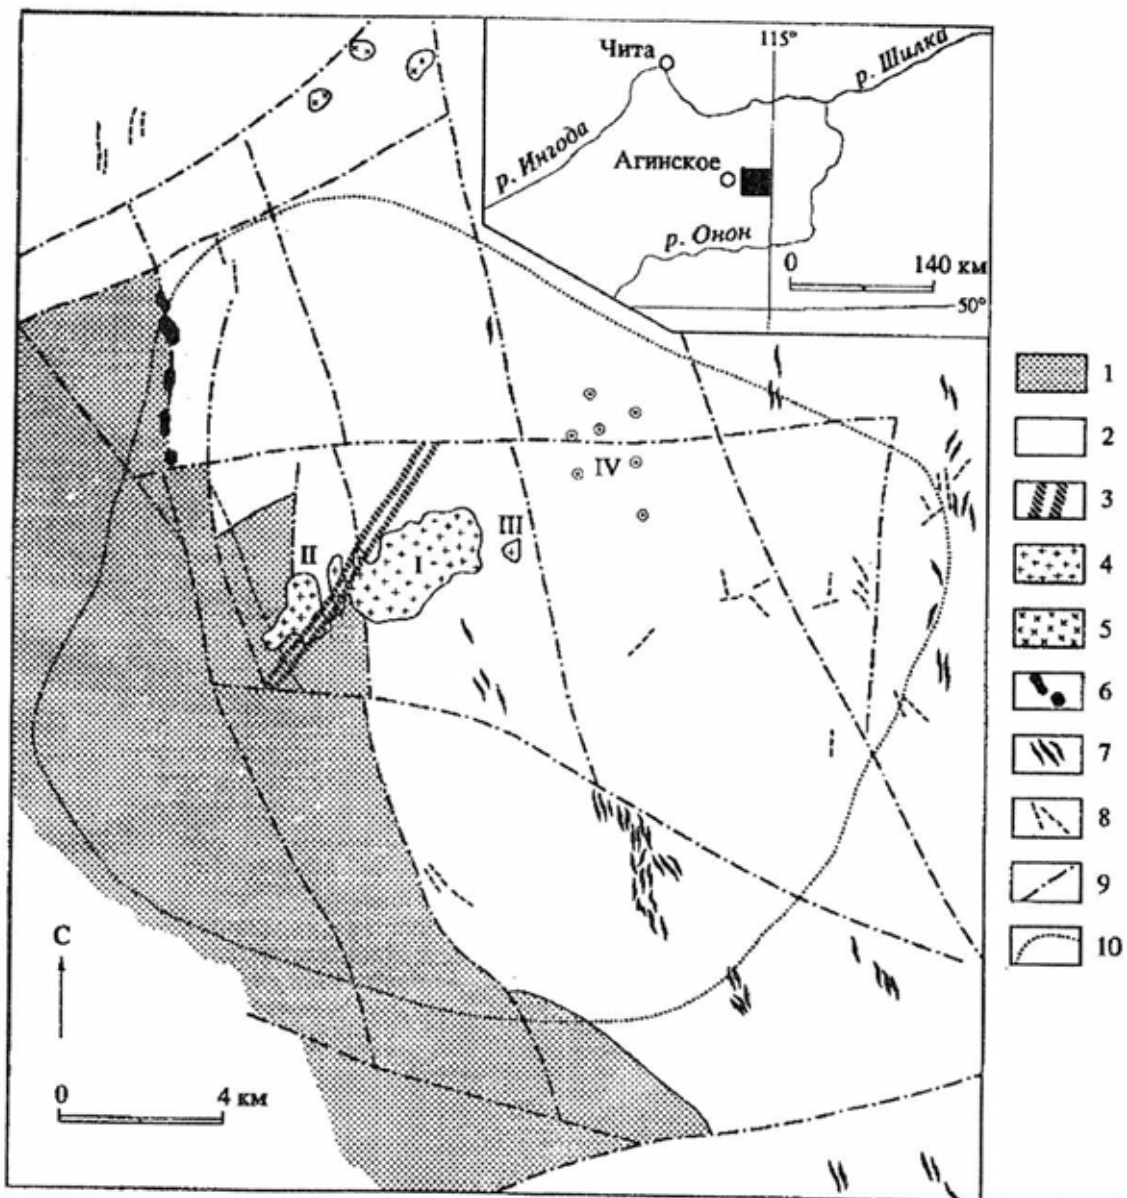 Чита
115°
р. Шилка
р. Ингода
Агинское
р. Онон
0 140 км
50°
IV
III
II
I
С
0 4 км
1
2
3
4
5
6
7
8
9
10